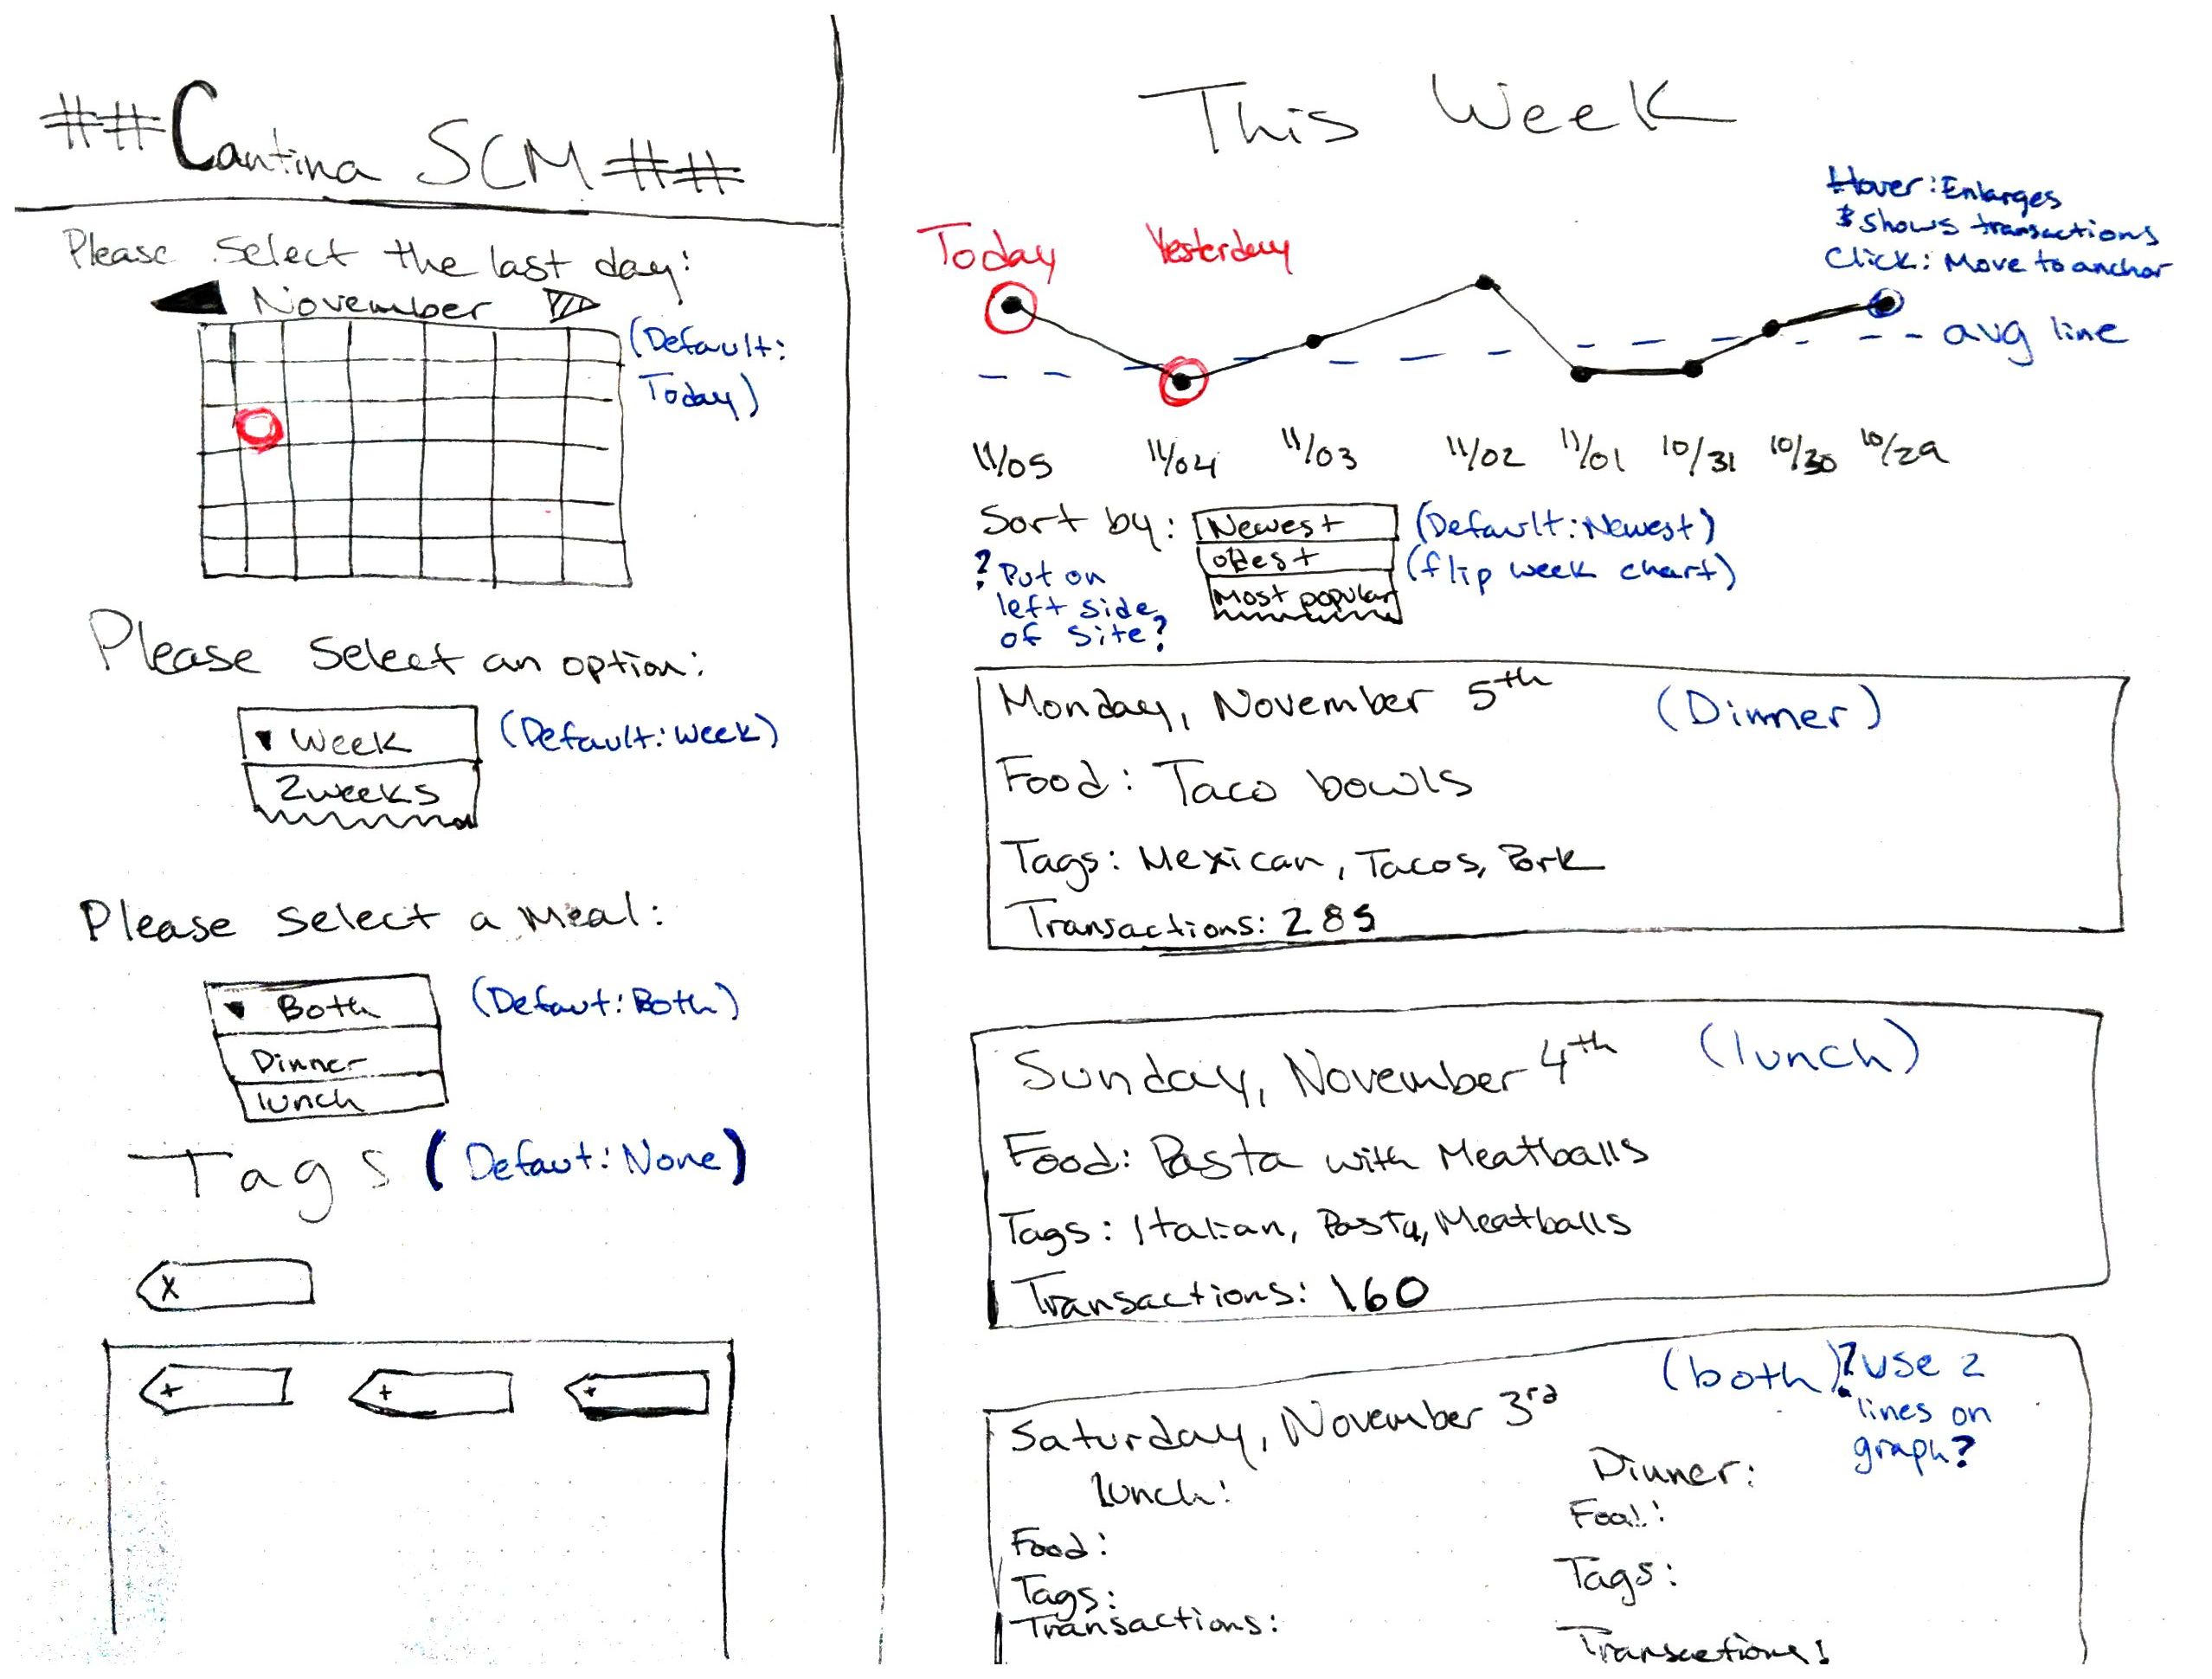 ##Cantina SCM##
Please Select the last day:
November
(Default:
Today)
Please Select an option:
Week
(Default: Week)
2weeks
Please Select a Meal:
Both
(Defaut: Both)
Dinner
lunch
Tags (Defaut: None)
X
+ + +
This Week
Hover: Enlarges
& shows transactions
Click: Move to anchor
Today Yesterday
avg line
11/05 11/04 11/03 11/02 11/01 10/31 10/30 10/29
Sort by: Newest (Default: Newest)
oldest (flip week chart)
Most popular
? Put on
left side
of site?
Monday, November 5th (Dinner)
Food: Taco bowls
Tags: Mexican, Tacos, Pork
Transactions: 285
Sunday, November 4th (lunch)
Food: Pasta with Meatballs
Tags: Italian, Pasta, Meatballs
Transactions: 160
(both) ? use 2
lines on
graph?
Saturday, November 3rd
lunch:
Food:
Tags:
Transactions:
Dinner:
Food:
Tags:
Transactions: